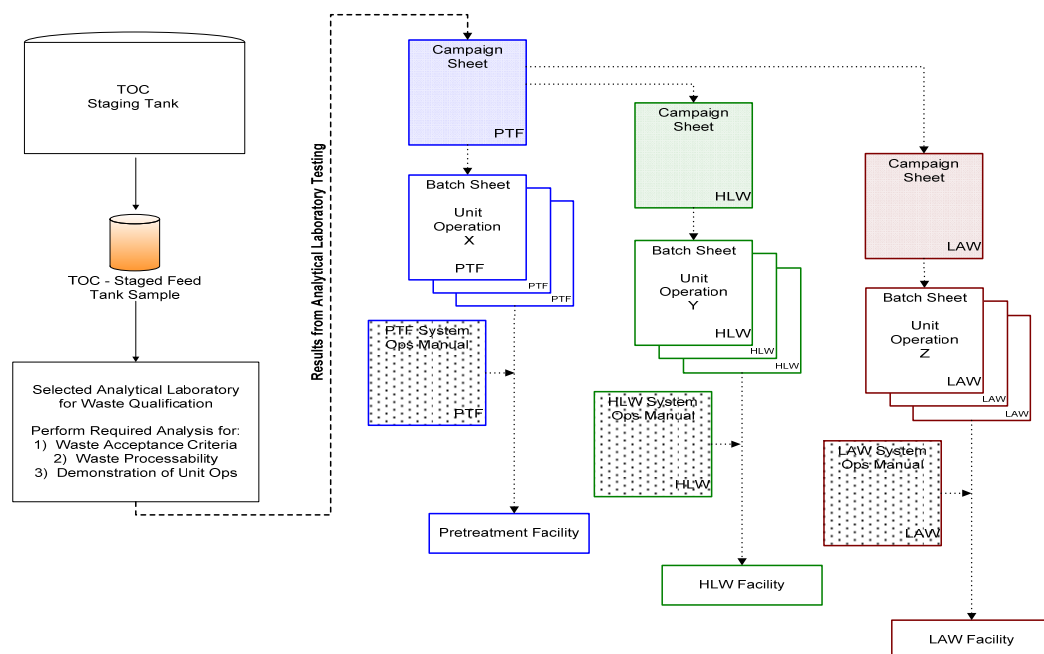 TOC
Staging Tank
TOC - Staged Feed
Tank Sample
Selected Analytical Laboratory
for Waste Qualification
Perform Required Analysis for:
1) Waste Acceptance Criteria
2) Waste Processability
3) Demonstration of Unit Ops
Results from Analytical Laboratory Testing
Campaign
Sheet
PTF
Batch Sheet
Unit
Operation
X
PTF
PTF
PTF
PTF System
Ops Manual
PTF
Pretreatment Facility
Campaign
Sheet
HLW
Batch Sheet
Unit
Operation
Y
HLW
HLW
HLW
HLW System
Ops Manual
HLW
HLW Facility
Campaign
Sheet
LAW
Batch Sheet
Unit
Operation
Z
LAW
LAW
LAW
LAW System
Ops Manual
LAW
LAW Facility